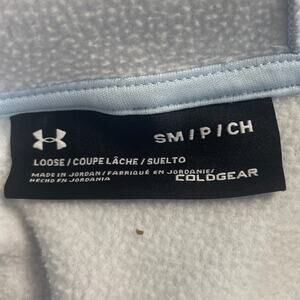 SM / P / CH
LOOSE / COUPE LÂCHE / SUELTO
MADE IN JORDAN / FABRIQUÉ EN JORDANIE/
HECHO EN JORDANIA
COLDGEAR